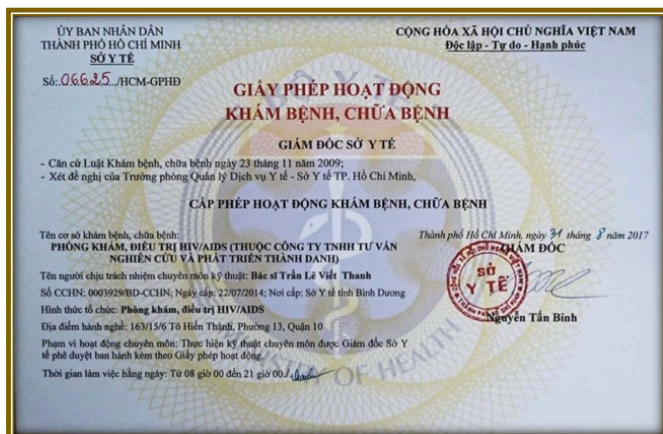 ỦY BAN NHÂN DÂN
THÀNH PHỐ HỒ CHÍ MINH
SỞ Y TẾ
CỘNG HÒA XÃ HỘI CHỦ NGHĨA VIỆT NAM
Độc lập - Tự do - Hạnh phúc
Số: 06625 /HCM-GPHĐ
GIẤY PHÉP HOẠT ĐỘNG
KHÁM BỆNH, CHỮA BỆNH
GIÁM ĐỐC SỞ Y TẾ
- Căn cứ Luật Khám bệnh, chữa bệnh ngày 23 tháng 11 năm 2009;
- Xét đề nghị của Trưởng phòng Quản lý Dịch vụ Y tế - Sở Y tế TP. Hồ Chí Minh,
CẤP PHÉP HOẠT ĐỘNG KHÁM BỆNH, CHỮA BỆNH
Tên cơ sở khám bệnh, chữa bệnh:
PHÒNG KHÁM, ĐIỀU TRỊ HIV/AIDS (THUỘC CÔNG TY TNHH TƯ VẤN
NGHIÊN CỨU VÀ PHÁT TRIỂN THÀNH DANH)
Tên người chịu trách nhiệm chuyên môn kỹ thuật: Bác sĩ Trần Lê Viết Thanh
Số CCHN: 0003929/BD-CCHN; Ngày cấp: 22/07/2014; Nơi cấp: Sở Y tế tỉnh Bình Dương
Hình thức tổ chức: Phòng khám, điều trị HIV/AIDS
Địa điểm hành nghề: 163/15/6 Tô Hiến Thành, Phường 13, Quận 10
Phạm vi hoạt động chuyên môn: Thực hiện kỹ thuật chuyên môn được Giám đốc Sở Y
tế phê duyệt ban hành kèm theo Giấy phép hoạt động.
Thời gian làm việc hằng ngày: Từ 08 giờ 00 đến 21 giờ 00./.
Thành phố Hồ Chí Minh, ngày 31 tháng 8 năm 2017
GIÁM ĐỐC
SỞ
Y TẾ
Nguyễn Tấn Bỉnh
SỞ Y TẾ
MINISTRY OF HEALTH